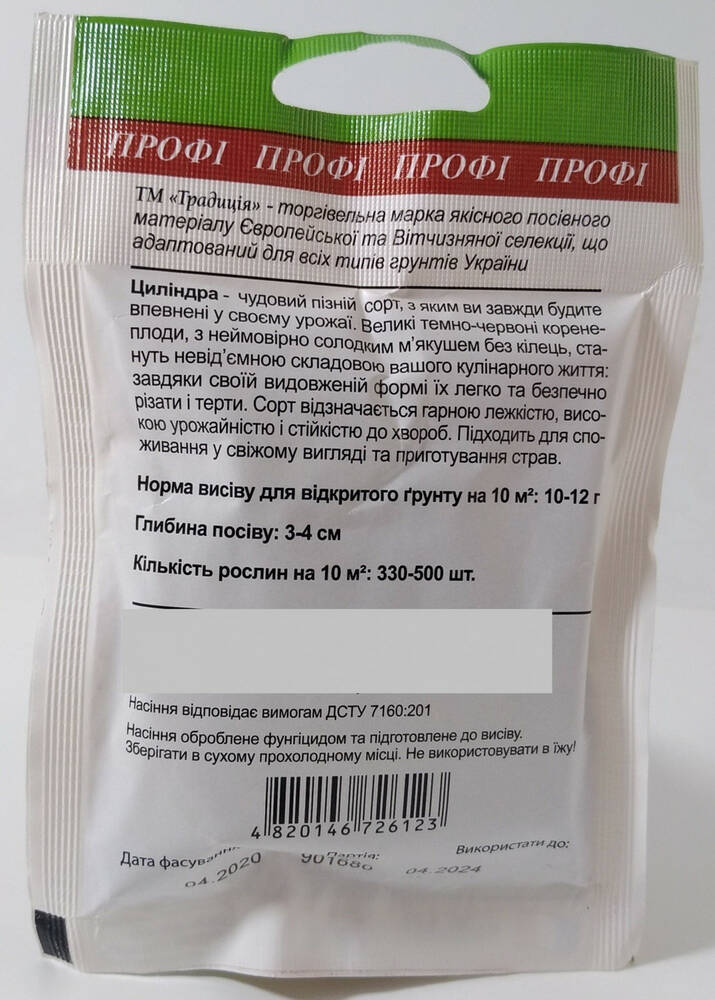 ПРОФІ ПРОФІ ПРОФІ ПРОФІ
ТМ «Традиція» - торгівельна марка якісного посівного
матеріалу Європейської та Вітчизняної селекції, що
адаптований для всіх типів ґрунтів України
Циліндра - чудовий пізній сорт, з яким ви завжди будите
впевнені у своєму урожаї. Великі темно-червоні корене-
плоди, з неймовірно солодким м'якушем без кілець, ста-
нуть невід'ємною складовою вашого кулінарного життя:
завдяки своїй видовженій формі їх легко та безпечно
різати і терти. Сорт відзначається гарною лежкістю, висо-
кою урожайністю і стійкістю до хвороб. Підходить для спо-
живання у свіжому вигляді та приготування страв.
Норма висіву для відкритого ґрунту на 10 м²: 10-12 г
Глибина посіву: 3-4 см
Кількість рослин на 10 м²: 330-500 шт.
Насіння відповідає вимогам ДСТУ 7160:201
Насіння оброблене фунгіцидом та підготовлене до висіву.
Зберігати в сухому прохолодному місці. Не використовувати в їжу!
4 820146 726123
Дата фасування Партія: Використати до:
04.2020 901686 04.2024